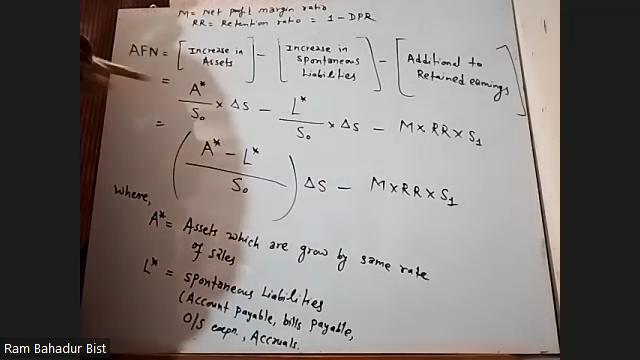 M = Net profit margin ratio
RR = Retention ratio = 1 - DPR
AFN = [Increase in Assets] - [Increase in Spontaneous Liabilities] - [Additional to Retained earnings]
= A*/S₀ × ΔS - L*/S₀ × ΔS - M × RR × S₁
= (A* - L*/S₀) ΔS - M × RR × S₁
Where,
A* = Assets which are grow by same rate
of sales
L* = spontaneous Liabilities
(Account payable, bills payable,
O/S expn., Accruals.
Ram Bahadur Bist